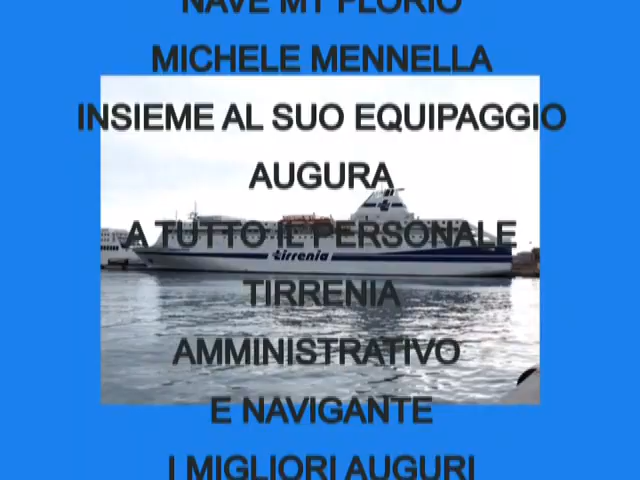 NAVE MT FLORIO
MICHELE MENNELLA
INSIEME AL SUO EQUIPAGGIO
AUGURA
A TUTTO IL PERSONALE
tirrenia
TIRRENIA
AMMINISTRATIVO
E NAVIGANTE
I MIGLIORI AUGURI